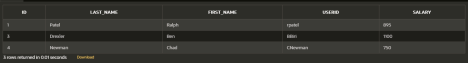 ID LAST_NAME FIRST_NAME USERID SALARY
1 Patel Ralph rpatel 895
3 Drexler Ben BBiri 1100
4 Newman Chad CNewman 750
3 rows returned in 0.01 seconds Download